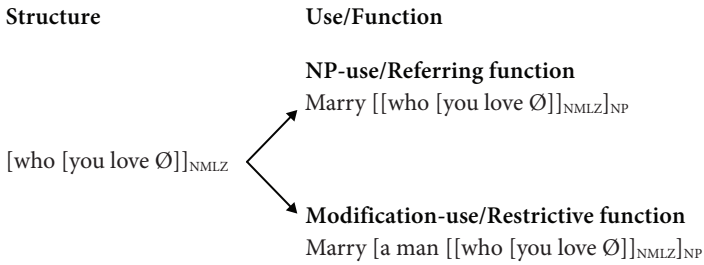 Structure
Use/Function
NP-use/Referring function
Marry [[who [you love Ø]]NMLZ]NP
[who [you love Ø]]NMLZ
Modification-use/Restrictive function
Marry [a man [[who [you love Ø]]NMLZ]NP